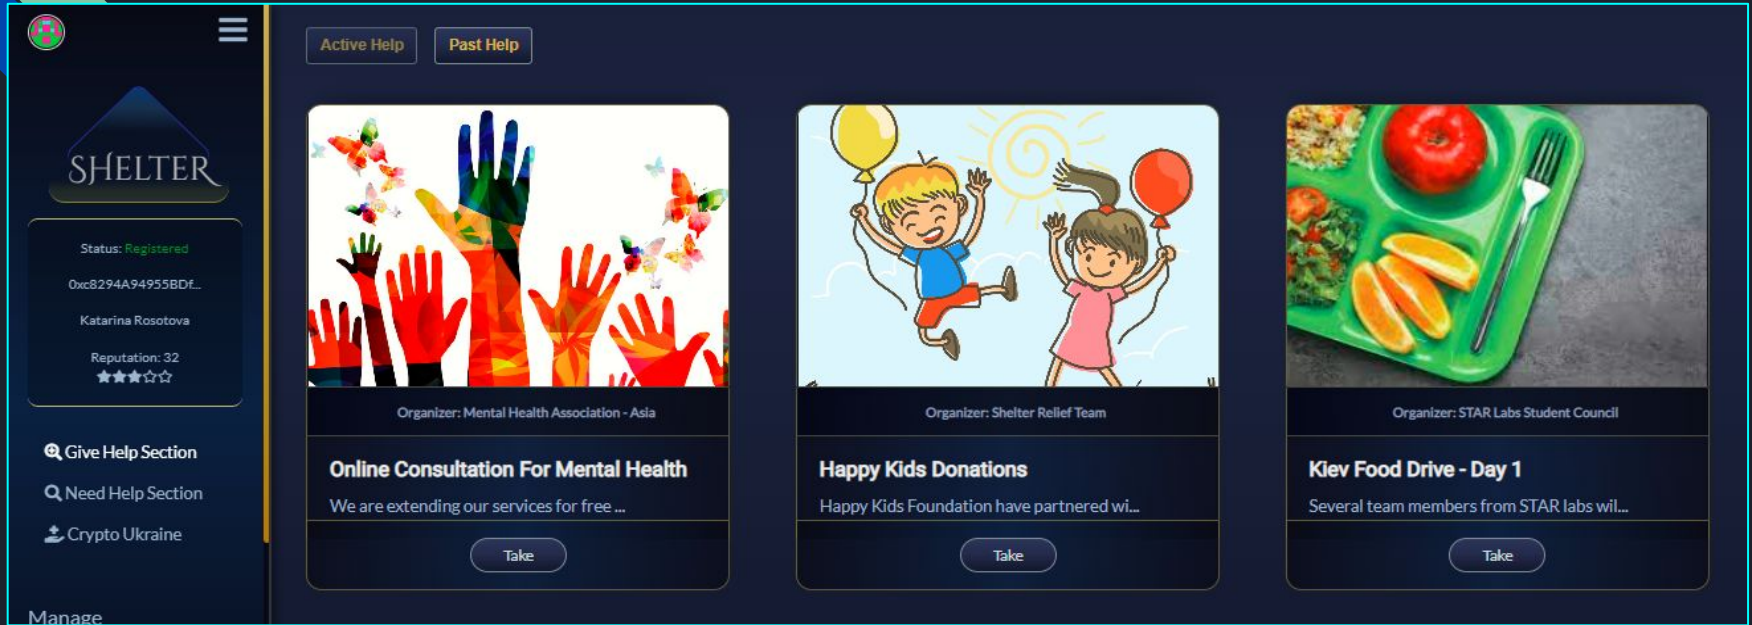 SHELTER
Status: Registered
0xc8294A94955BDf...
Katarina Rosotova
Reputation: 32
Give Help Section
Need Help Section
Crypto Ukraine
Manage
Active Help
Past Help
Organizer: Mental Health Association - Asia
Online Consultation For Mental Health
We are extending our services for free ...
Take
Organizer: Shelter Relief Team
Happy Kids Donations
Happy Kids Foundation have partnered wi...
Take
Organizer: STAR Labs Student Council
Kiev Food Drive - Day 1
Several team members from STAR labs wil...
Take